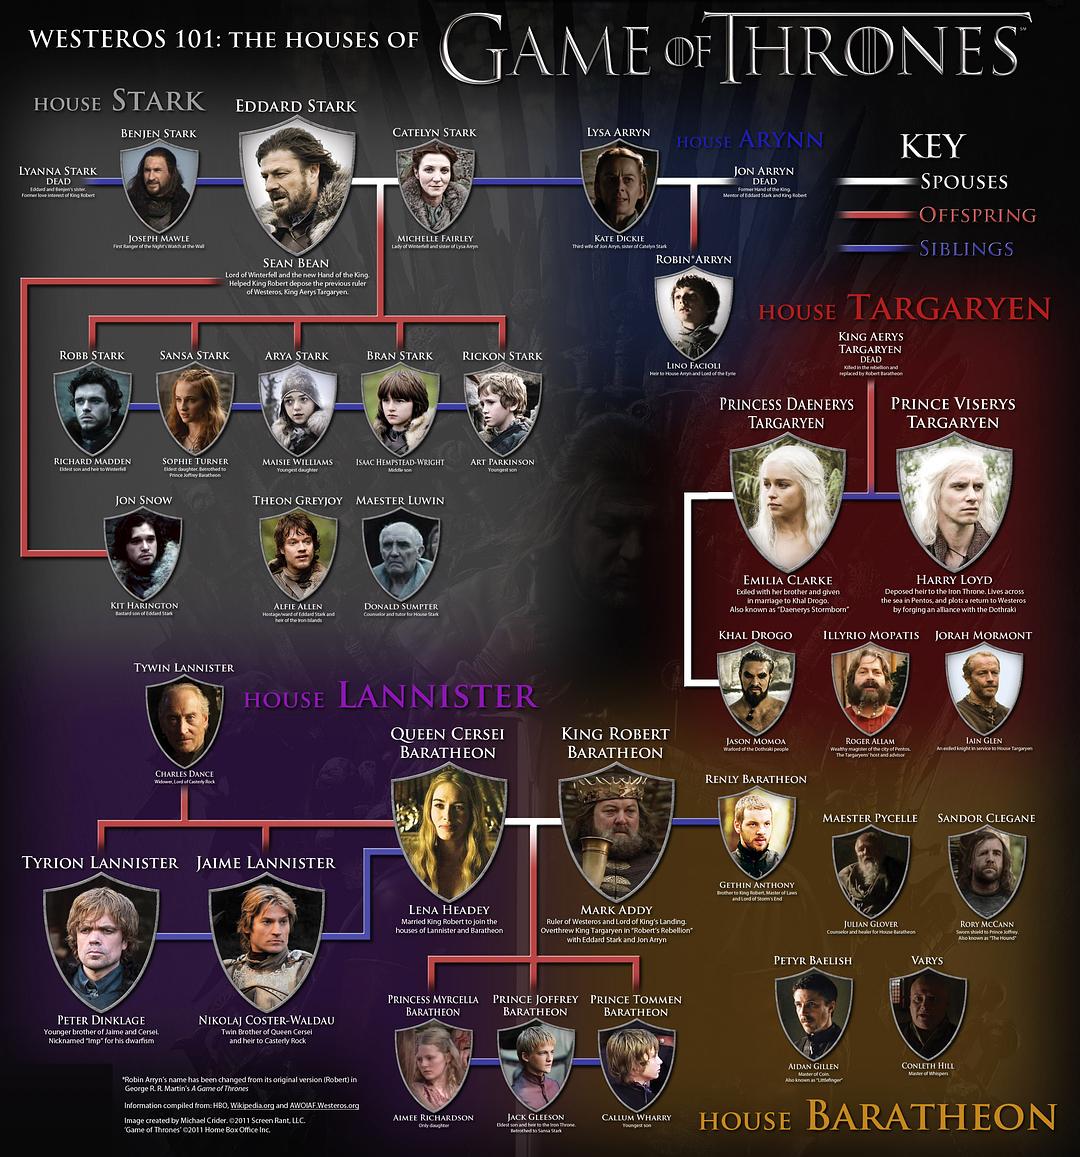 WESTEROS 101: THE HOUSES OF
GAME OF THRONES
HOUSE STARK
EDDARD STARK
BENJEN STARK
CATELYN STARK
LYSA ARRYN
HOUSE ARYNN
KEY
LYANNA STARK
DEAD
Eddard and Benjen's sister.
Former love interest of King Robert
JON ARRYN
DEAD
Former Hand of the King.
Mentor of Eddard Stark and King Robert
SPOUSES
OFFSPRING
SIBLINGS
JOSEPH MAWLE
First Ranger of the Night's Watch at the Wall
MICHELLE FAIRLEY
Lady of Winterfell and sister of Lysa Arryn
KATE DICKIE
Third wife of Jon Arryn, sister of Catelyn Stark
SEAN BEAN
Lord of Winterfell and the new Hand of the King.
Helped King Robert depose the previous ruler
of Westeros, King Aerys Targaryen.
ROBIN*ARRYN
LINO FACIOLI
Heir to House Arryn and Lord of the Eyrie
HOUSE TARGARYEN
KING AERYS
TARGARYEN
DEAD
Killed in the rebellion and
replaced by Robert Baratheon
ROBB STARK
SANSA STARK
ARYA STARK
BRAN STARK
RICKON STARK
RICHARD MADDEN
Eldest son and heir to Winterfell
SOPHIE TURNER
Eldest daughter. Betrothed to
Prince Joffrey Baratheon
MAISIE WILLIAMS
Youngest daughter
ISAAC HEMPSTEAD-WRIGHT
Middle son
ART PARKINSON
Youngest son
PRINCESS DAENERYS
TARGARYEN
PRINCE VISERYS
TARGARYEN
JON SNOW
THEON GREYJOY
MAESTER LUWIN
KIT HARINGTON
Bastard son of Eddard Stark
ALFIE ALLEN
Hostage/ward of Eddard Stark and
heir of the Iron Islands
DONALD SUMPTER
Counselor and tutor for House Stark
EMILIA CLARKE
Exiled with her brother and given
in marriage to Khal Drogo.
Also known as "Daenerys Stormborn"
HARRY LOYD
Deposed heir to the Iron Throne. Lives across
the sea in Pentos, and plots a return to Westeros
by forging an alliance with the Dothraki
KHAL DROGO
ILLYRIO MOPATIS
JORAH MORMONT
JASON MOMOA
Warlord of the Dothraki people
ROGER ALLAM
Wealthy magister of the city of Pentos.
The Targaryens' host and advisor
IAIN GLEN
An exiled knight in service to House Targaryen
TYWIN LANNISTER
HOUSE LANNISTER
CHARLES DANCE
Widower, Lord of Casterly Rock
QUEEN CERSEI
BARATHEON
KING ROBERT
BARATHEON
RENLY BARATHEON
MAESTER PYCELLE
SANDOR CLEGANE
TYRION LANNISTER
JAIME LANNISTER
GETHIN ANTHONY
Brother to King Robert, Master of Laws
and Lord of Storm's End
LENA HEADEY
Married King Robert to join the
houses of Lannister and Baratheon
MARK ADDY
Ruler of Westeros and Lord of King's Landing.
Overthrew King Targaryen in "Robert's Rebellion"
with Eddard Stark and Jon Arryn
JULIAN GLOVER
Counselor and healer for House Baratheon
RORY McCANN
Sworn shield to Prince Joffrey.
Also known as "The Hound"
PETYR BAELISH
VARYS
PETER DINKLAGE
Younger brother of Jaime and Cersei.
Nicknamed "Imp" for his dwarfism
NIKOLAJ COSTER-WALDAU
Twin Brother of Queen Cersei
and heir to Casterly Rock
PRINCESS MYRCELLA
BARATHEON
PRINCE JOFFREY
BARATHEON
PRINCE TOMMEN
BARATHEON
AIDAN GILLEN
Master of Coin.
Also known as "Littlefinger"
CONLETH HILL
Master of Whispers
AIMEE RICHARDSON
Only daughter
JACK GLEESON
Eldest son and heir to the Iron Throne.
Betrothed to Sansa Stark
CALLUM WHARRY
Youngest son
*Robin Arryn's name has been changed from its original version (Robert) in
George R. R. Martin's A Game of Thrones
Information compiled from: HBO, Wikipedia.org and AWOIAF.Westeros.org
Image created by Michael Crider. ©2011 Screen Rant, LLC.
'Game of Thrones' ©2011 Home Box Office Inc.
HOUSE BARATHEON